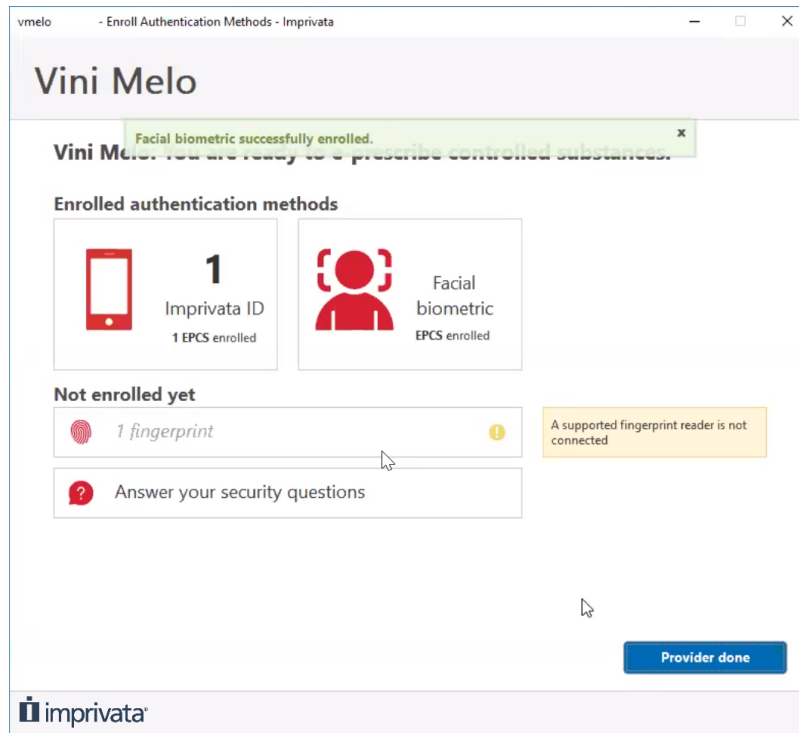 vmelo - Enroll Authentication Methods - Imprivata
Vini Melo
Facial biometric successfully enrolled. x
Vini Melo: You are ready to e-prescribe controlled substances.
Enrolled authentication methods
1
Imprivata ID
1 EPCS enrolled
Facial
biometric
EPCS enrolled
Not enrolled yet
1 fingerprint
A supported fingerprint reader is not
connected
? Answer your security questions
Provider done
imprivata